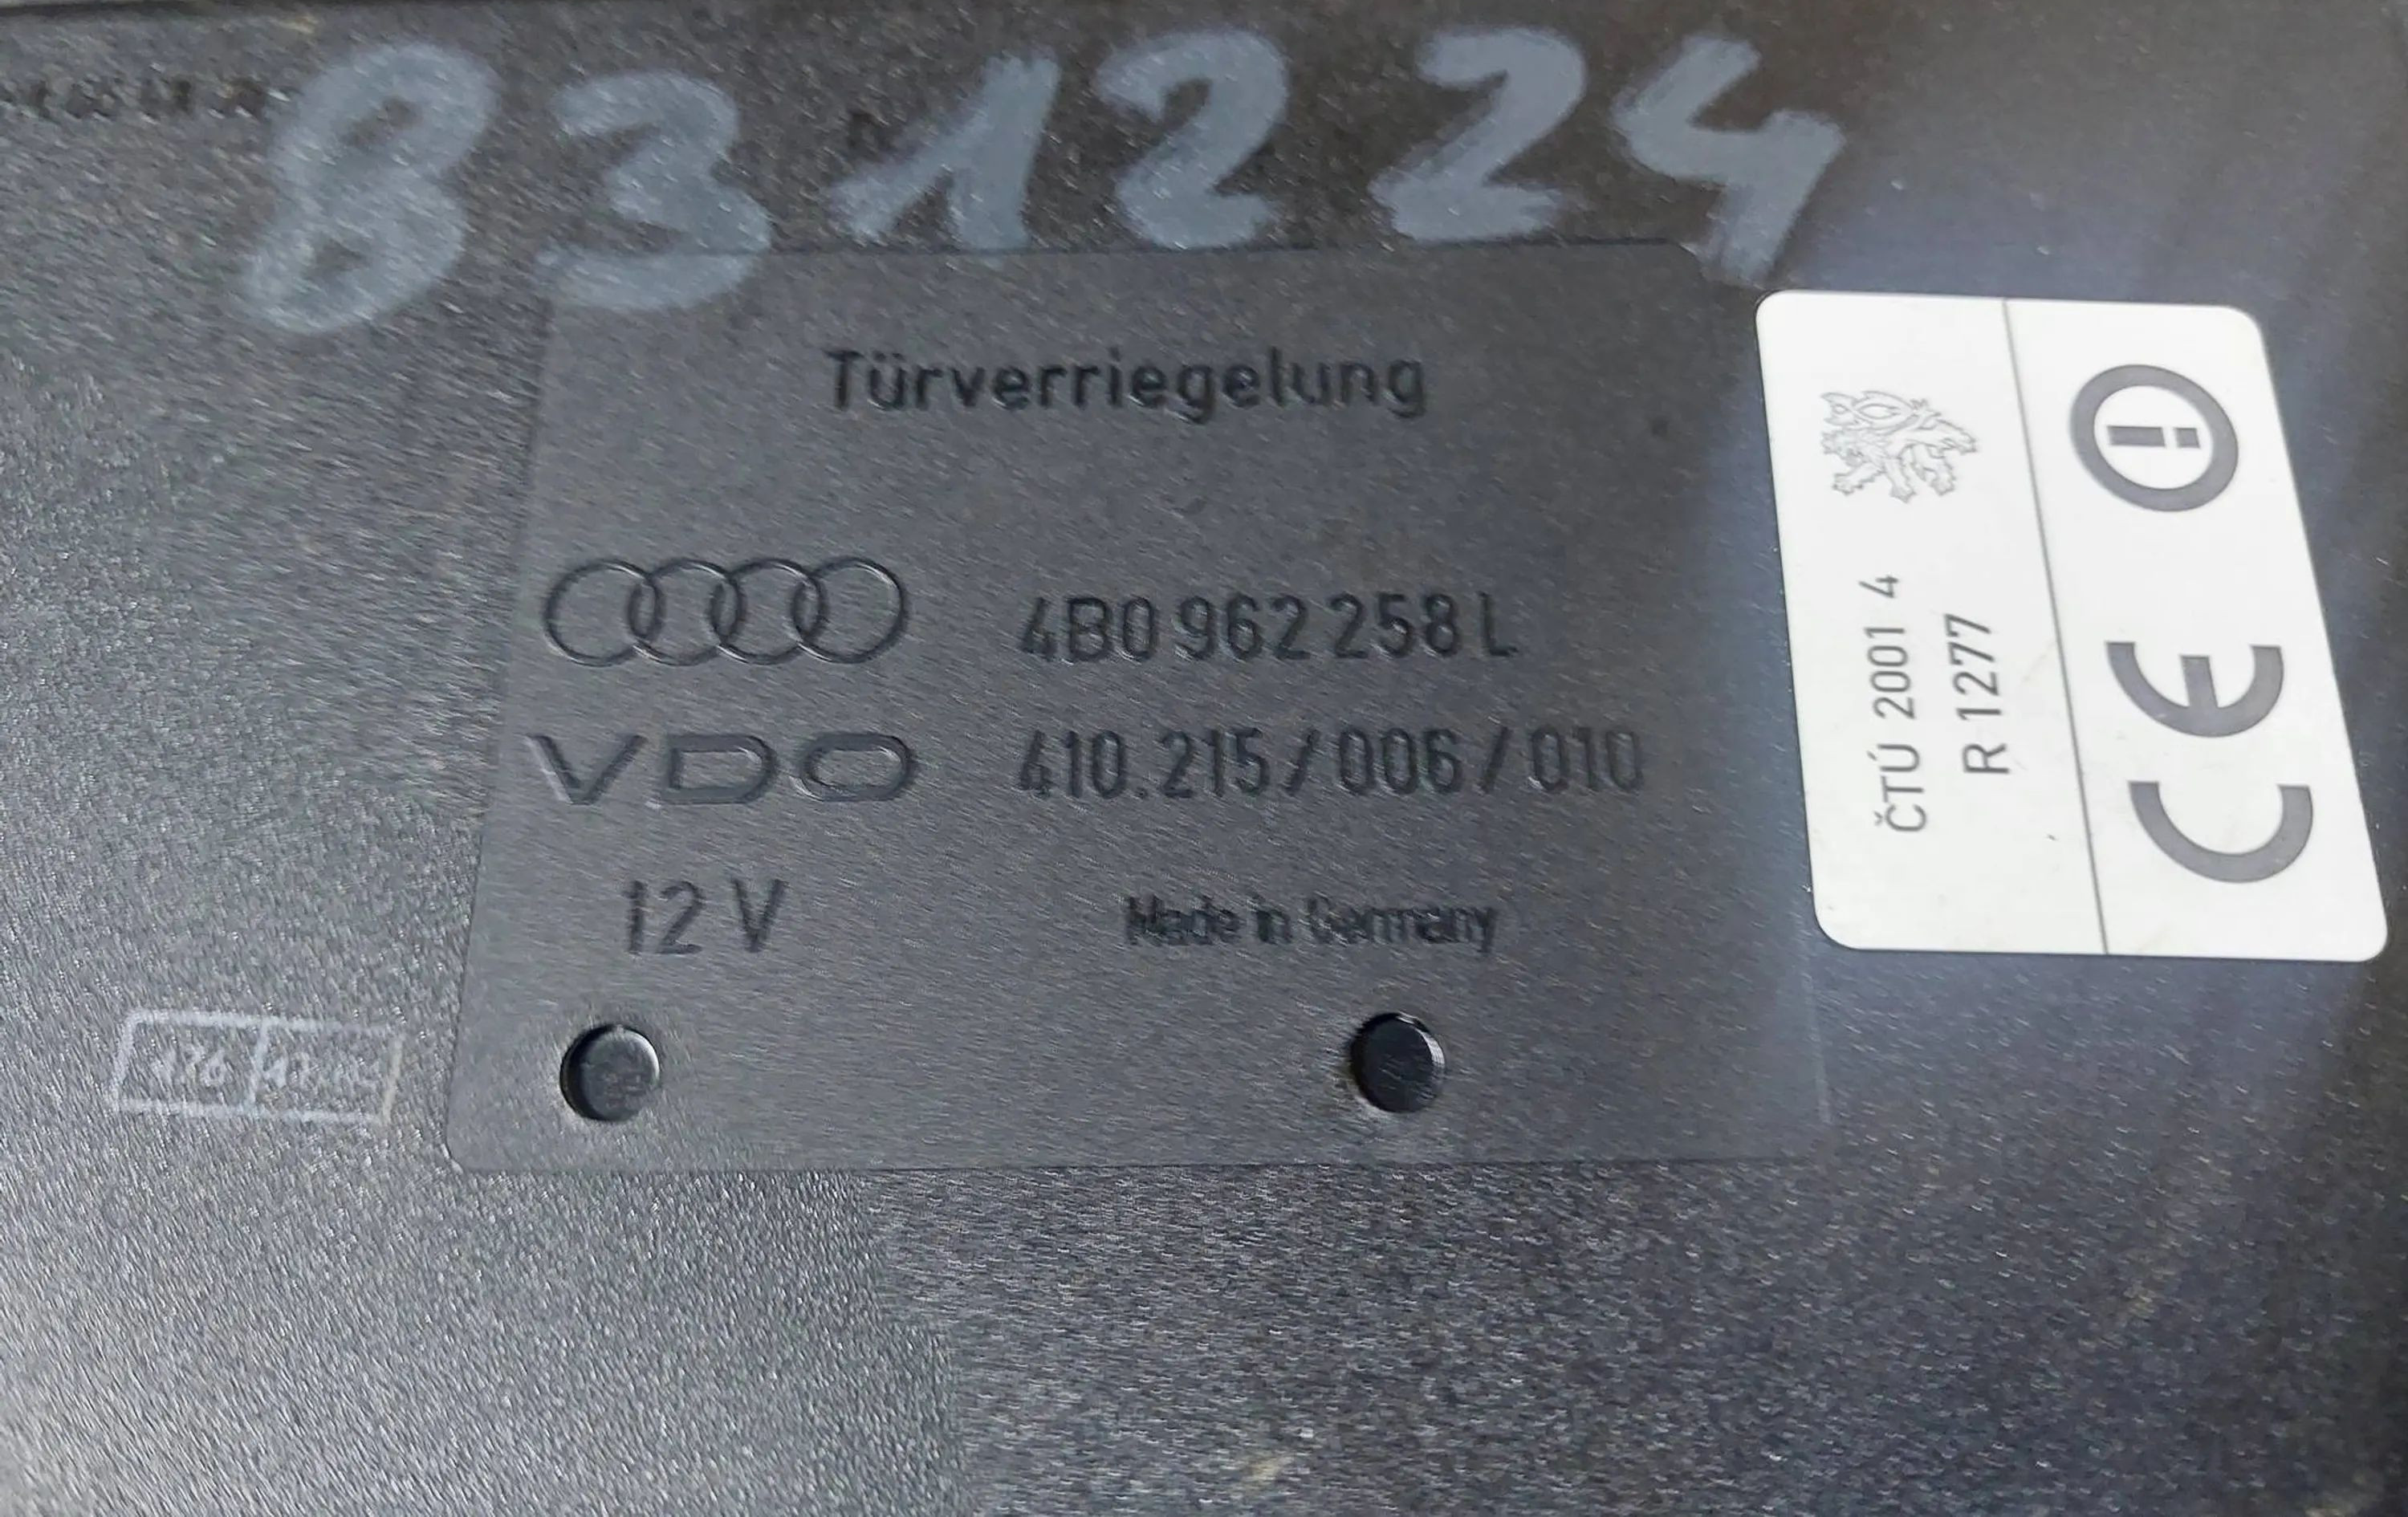 831224
Türverriegelung
4B0 962 258 L
VDO 410.215/006/010
12 V Made in Germany
ČTÚ 2001 4
R 1277
CE